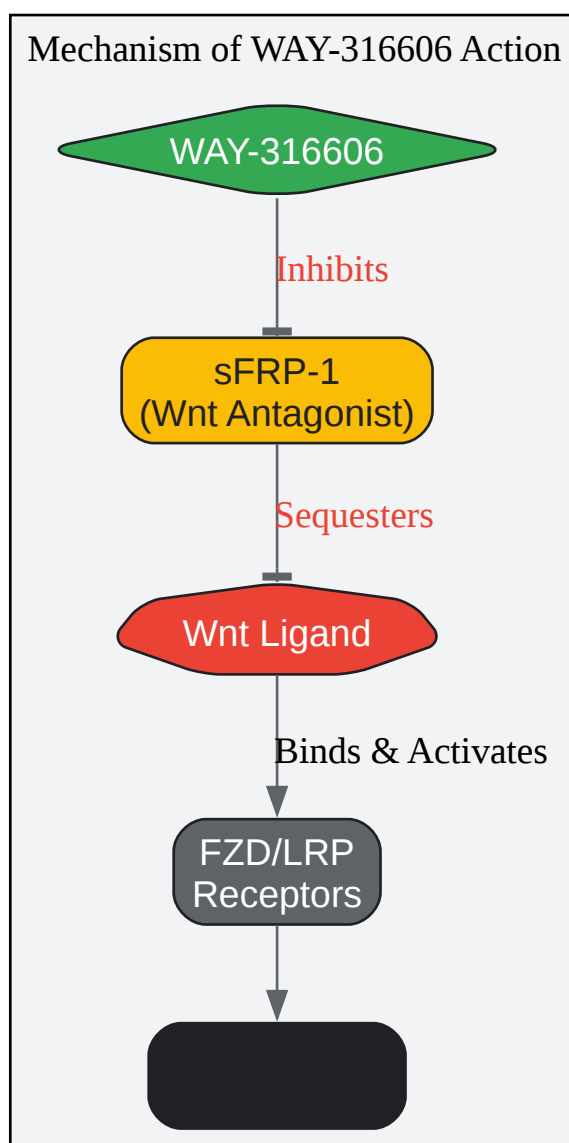 Mechanism of WAY-316606 Action
WAY-316606
Inhibits
sFRP-1
(Wnt Antagonist)
Sequesters
Wnt Ligand
Binds & Activates
FZD/LRP
Receptors